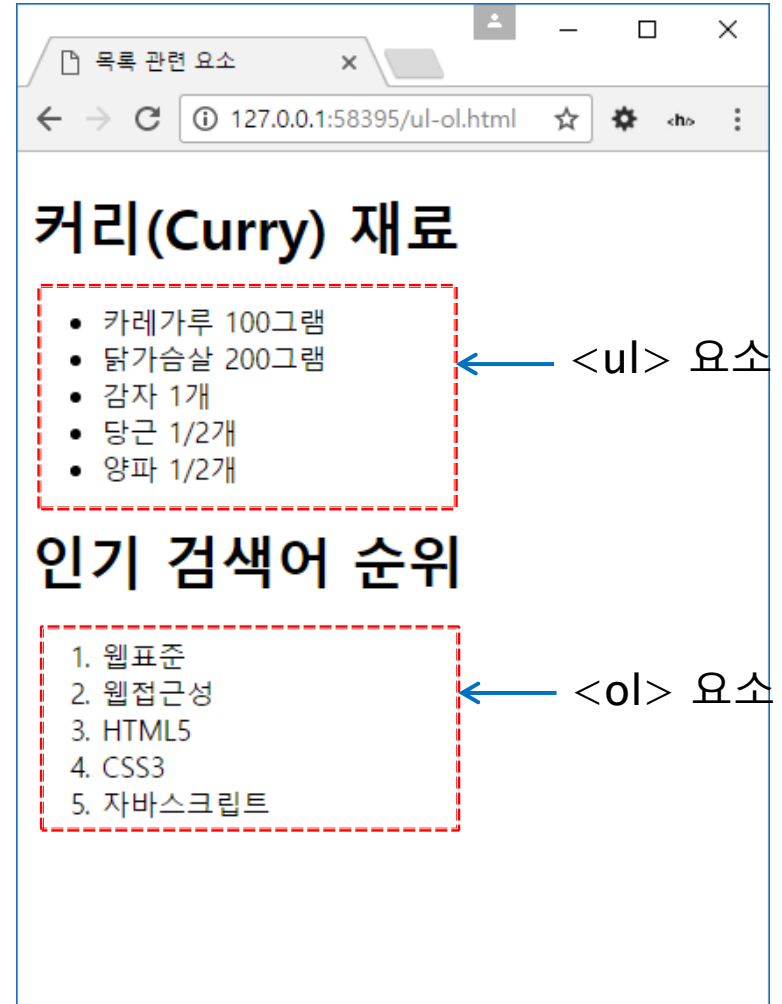 목록 관련 요소
127.0.0.1:58395/ul-ol.html
<h/>
커리(Curry) 재료
• 카레가루 100그램
• 닭가슴살 200그램
• 감자 1개
• 당근 1/2개
• 양파 1/2개
<ul> 요소
인기 검색어 순위
1. 웹표준
2. 웹접근성
3. HTML5
4. CSS3
5. 자바스크립트
<ol> 요소